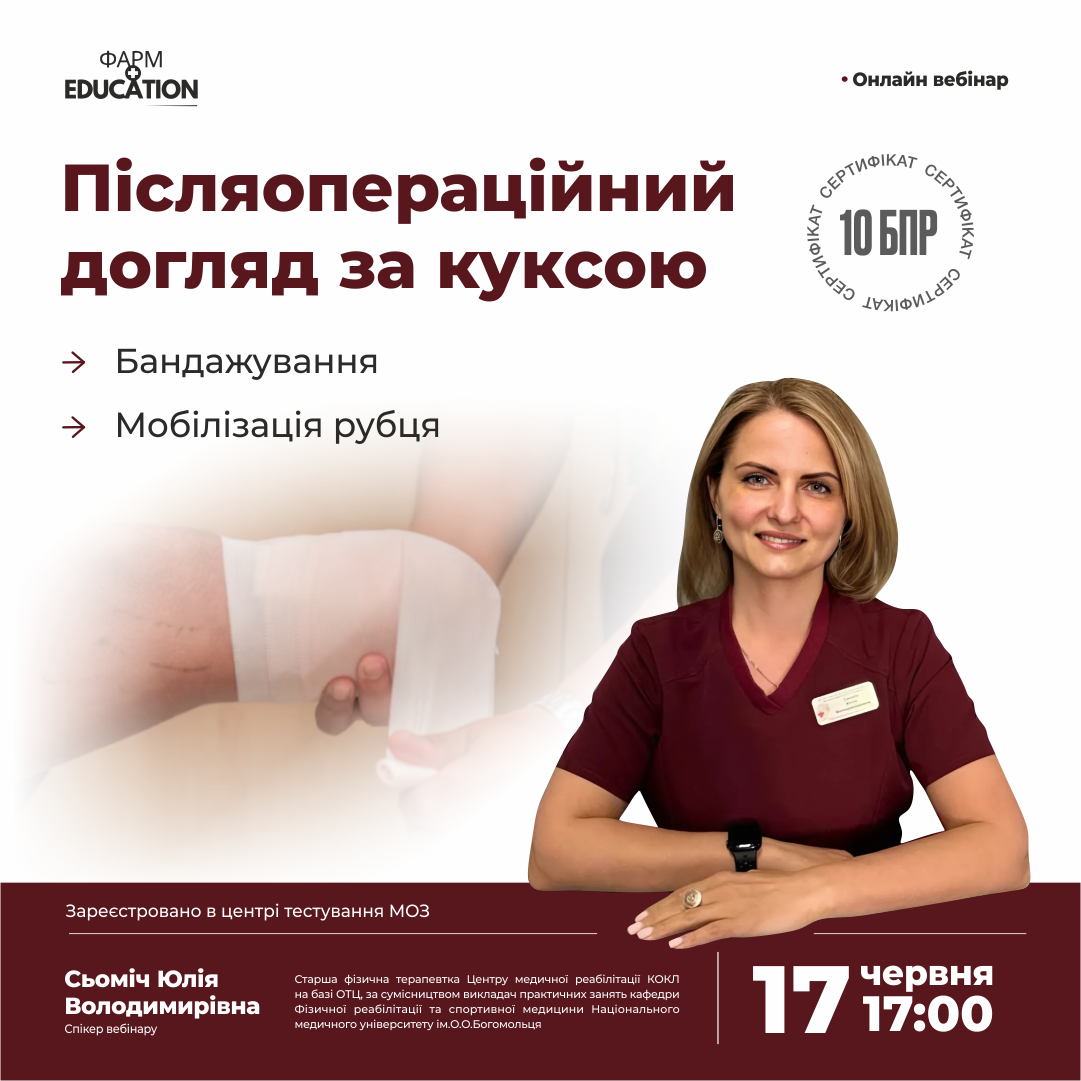 ФАРМ
EDUCATION
• Онлайн вебінар
Післяопераційний
догляд за куксою
СЕРТИФІКАТ СЕРТИФІКАТ СЕРТИФІКАТ СЕРТИФІКАТ
10 БПР
→ Бандажування
→ Мобілізація рубця
Зареєстровано в центрі тестування МОЗ
Сьоміч Юлія
Володимирівна
Спікер вебінару
Старша фізична терапевтка Центру медичної реабілітації КОКЛ
на базі ОТЦ, за сумісництвом викладач практичних занять кафедри
Фізичної реабілітації та спортивної медицини Національного
медичного університету ім.О.О.Богомольця
17 червня
17:00